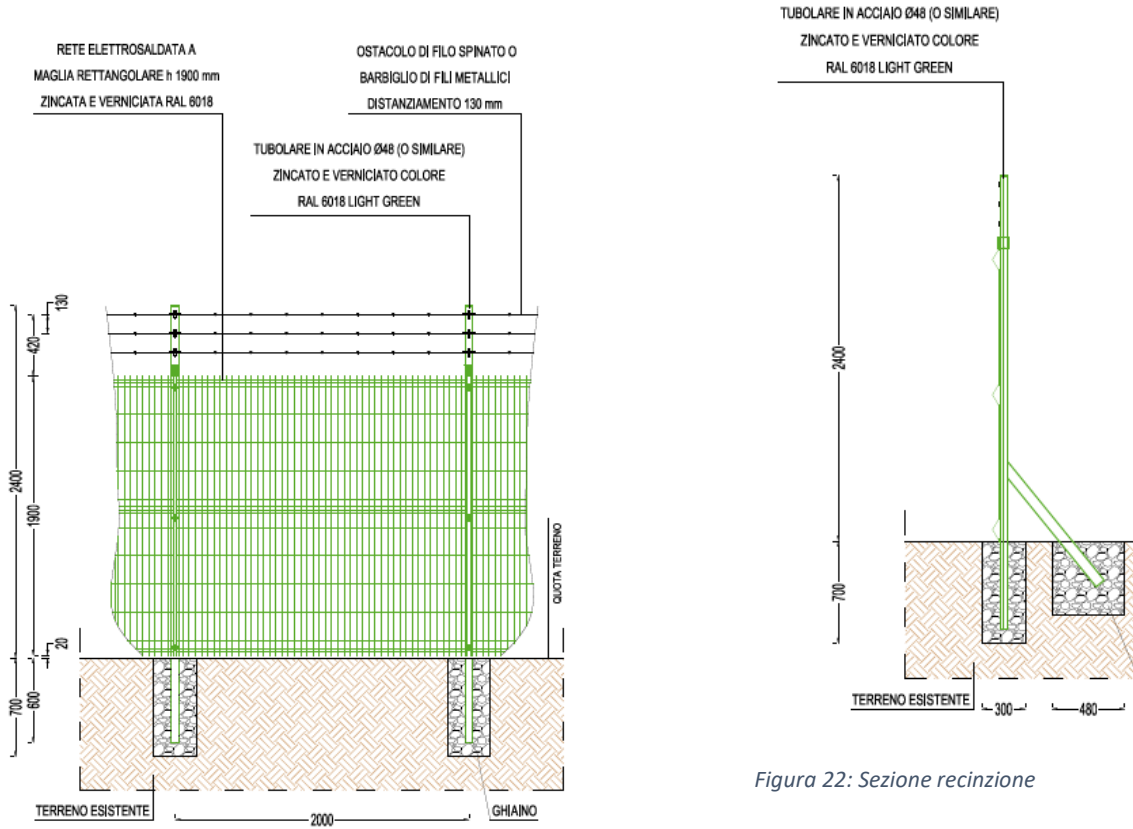 RETE ELETTROSALDATA A
MAGLIA RETTANGOLARE h 1900 mm
ZINCATA E VERNICIATA RAL 6018
OSTACOLO DI FILO SPINATO O
BARBIGLIO DI FILI METALLICI
DISTANZIAMENTO 130 mm
TUBOLARE IN ACCIAIO Ø48 (O SIMILARE)
ZINCATO E VERNICIATO COLORE
RAL 6018 LIGHT GREEN
130
420
2400
1900
20
700
600
QUOTA TERRENO
TERRENO ESISTENTE
2000
GHIAINO
TUBOLARE IN ACCIAIO Ø48 (O SIMILARE)
ZINCATO E VERNICIATO COLORE
RAL 6018 LIGHT GREEN
2400
700
TERRENO ESISTENTE
300
480
Figura 22: Sezione recinzione